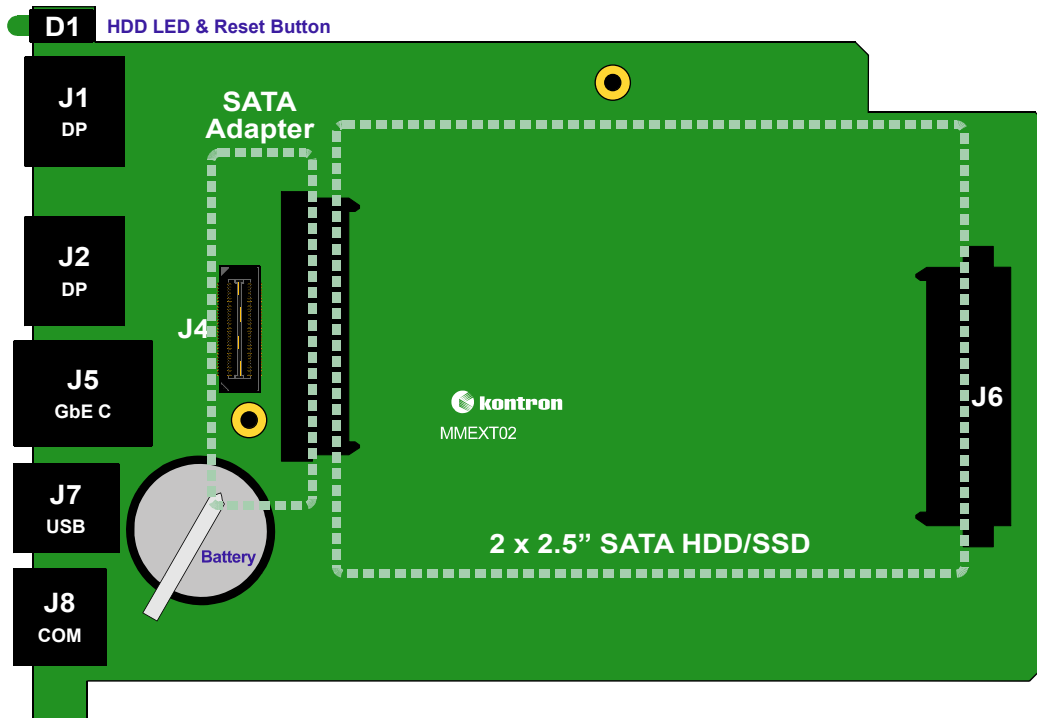 D1 HDD LED & Reset Button
J1
DP
SATA
Adapter
J2
DP
J4
J5
GbE C
kontron
MMEXT02
J6
J7
USB
Battery
2 x 2.5” SATA HDD/SSD
J8
COM